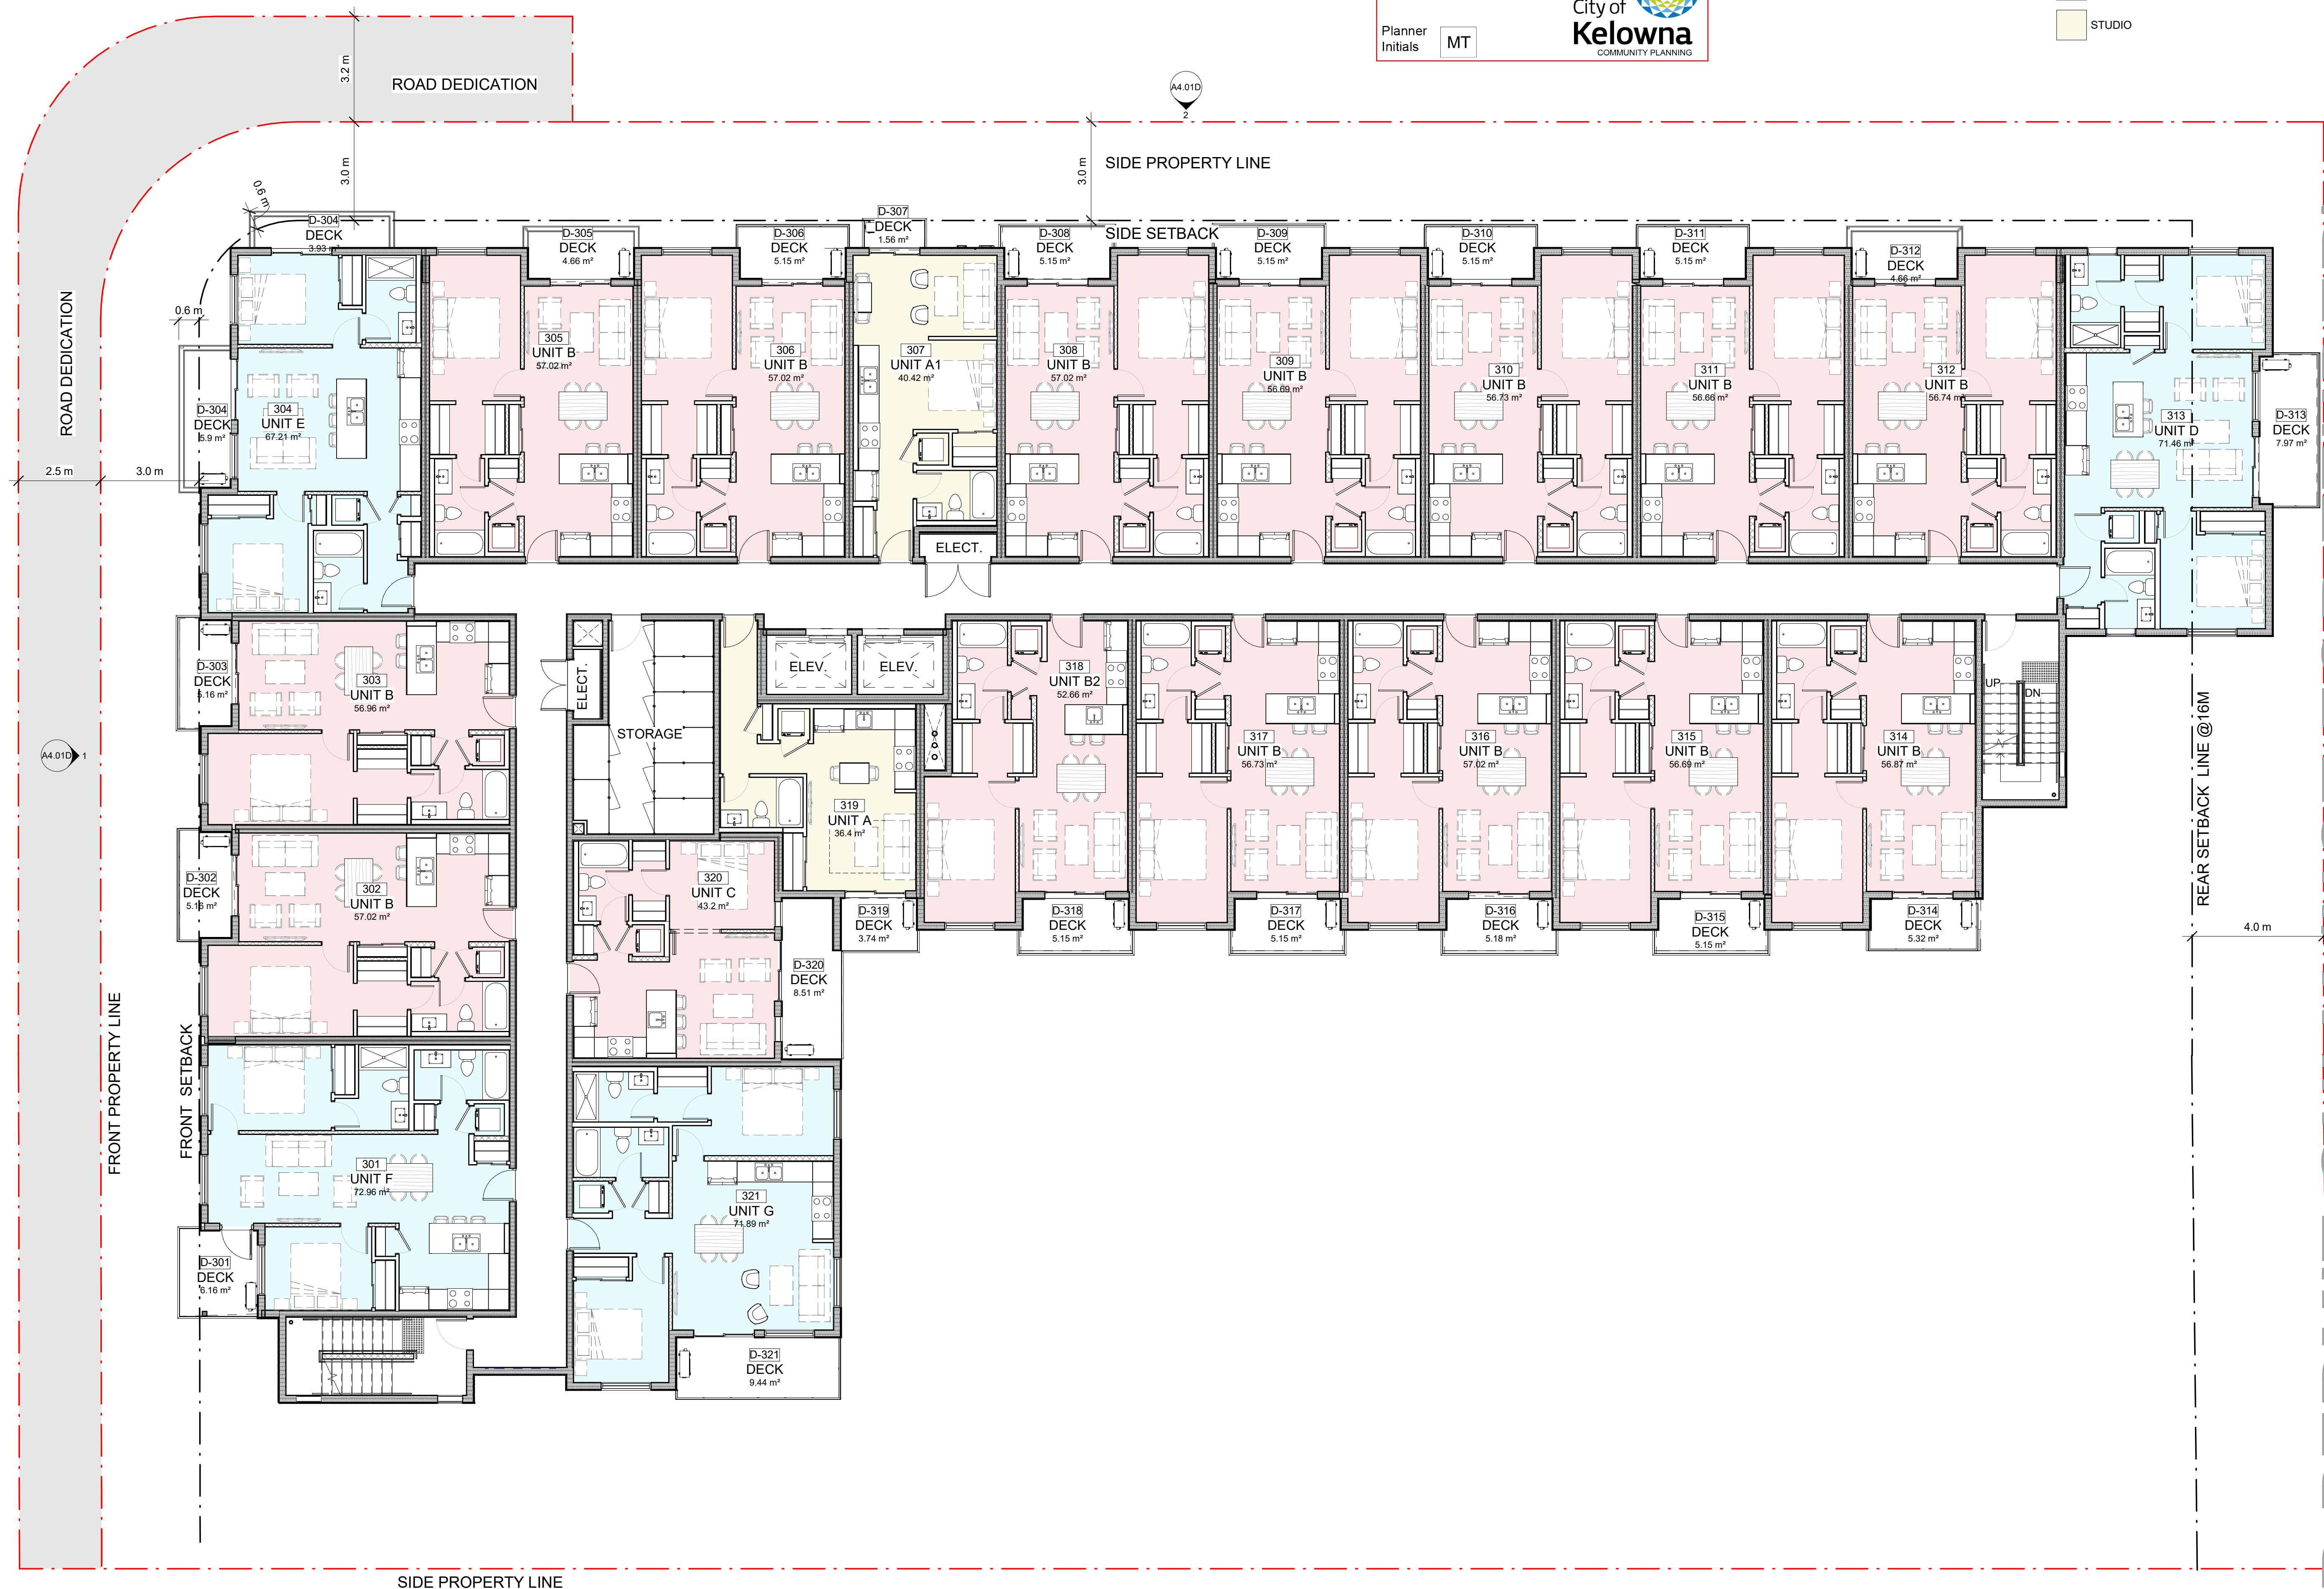 City of
Kelowna
COMMUNITY PLANNING
Planner
Initials
MT
STUDIO
ROAD DEDICATION
3.2 m
A4.01D
2
3.0 m
3.0 m
SIDE PROPERTY LINE
0.6 m
D-304
DECK
3.93 m²
D-305
DECK
4.66 m²
D-306
DECK
5.15 m²
D-307
DECK
1.56 m²
D-308
DECK
5.15 m²
SIDE SETBACK
D-309
DECK
5.15 m²
D-310
DECK
5.15 m²
D-311
DECK
5.15 m²
D-312
DECK
4.66 m²
0.6 m
ROAD DEDICATION
2.5 m
3.0 m
D-304
DECK
5.9 m²
304
UNIT E
67.21 m²
305
UNIT B
57.02 m²
306
UNIT B
57.02 m²
307
UNIT A1
40.42 m²
308
UNIT B
57.02 m²
309
UNIT B
56.69 m²
310
UNIT B
56.73 m²
311
UNIT B
56.66 m²
312
UNIT B
56.74 m²
313
UNIT D
71.46 m²
D-313
DECK
7.97 m²
ELECT.
D-303
DECK
5.16 m²
303
UNIT B
56.96 m²
ELECT.
STORAGE
ELEV.
ELEV.
318
UNIT B2
52.66 m²
317
UNIT B
56.73 m²
316
UNIT B
57.02 m²
315
UNIT B
56.69 m²
314
UNIT B
56.87 m²
UP
DN
REAR SETBACK LINE @16M
A4.01D
1
319
UNIT A
36.4 m²
D-302
DECK
5.16 m²
302
UNIT B
57.02 m²
320
UNIT C
43.2 m²
D-319
DECK
3.74 m²
D-318
DECK
5.15 m²
D-317
DECK
5.15 m²
D-316
DECK
5.18 m²
D-315
DECK
5.15 m²
D-314
DECK
5.32 m²
4.0 m
D-320
DECK
8.51 m²
FRONT PROPERTY LINE
FRONT SETBACK
301
UNIT F
72.96 m²
321
UNIT G
71.89 m²
D-301
DECK
6.16 m²
D-321
DECK
9.44 m²
SIDE PROPERTY LINE